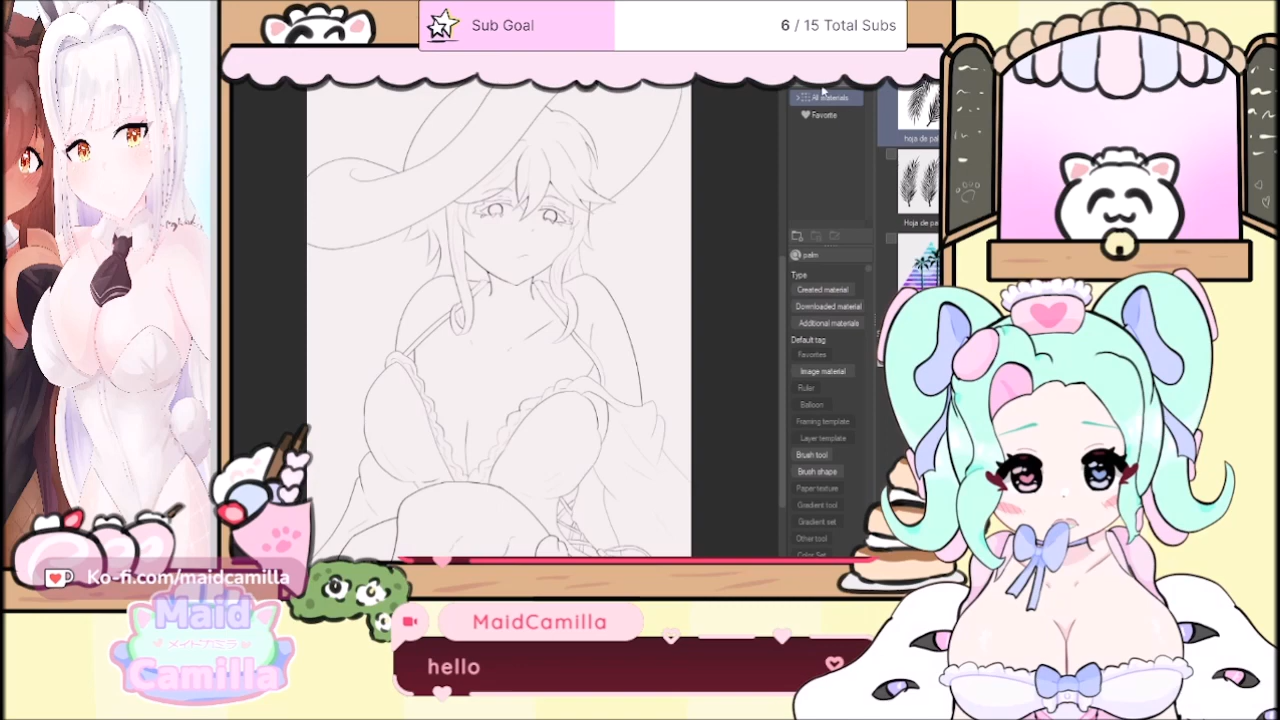 Sub Goal
6 / 15 Total Subs
All materials
Favorite
hoja de pal
Hoja de pa
palm
Type
Created material
Downloaded material
Additional materials
Default tag
Favorites
Image material
Ruler
Balloon
Framing template
Layer template
Brush tool
Brush shape
Paper texture
Gradient tool
Gradient set
Other tool
Color Set
Ko-fi.com/maidcamilla
Maid
メイドカミラ
Camilla
MaidCamilla
hello